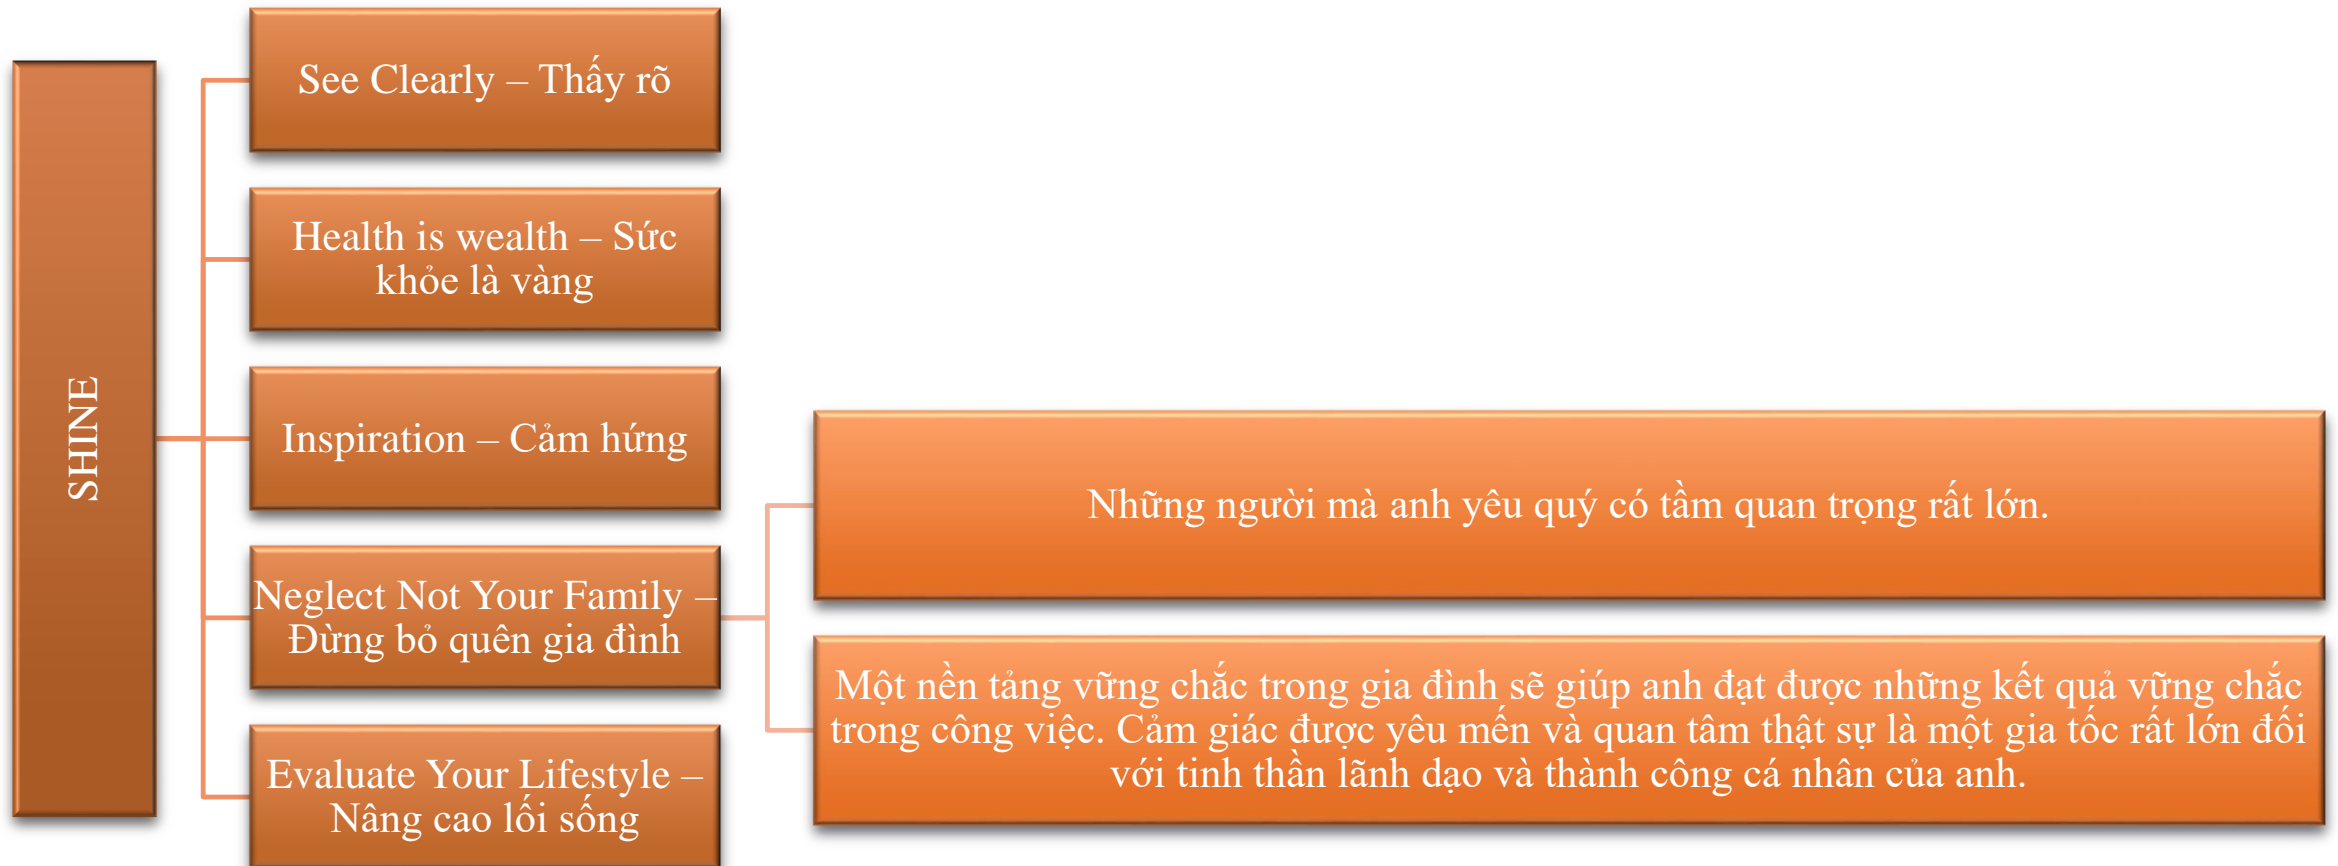 SHINE
See Clearly – Thấy rõ
Health is wealth – Sức
khỏe là vàng
Inspiration – Cảm hứng
Neglect Not Your Family –
Đừng bỏ quên gia đình
Những người mà anh yêu quý có tầm quan trọng rất lớn.
Một nền tảng vững chắc trong gia đình sẽ giúp anh đạt được những kết quả vững chắc
trong công việc. Cảm giác được yêu mến và quan tâm thật sự là một gia tốc rất lớn đối
với tinh thần lãnh dạo và thành công cá nhân của anh.
Evaluate Your Lifestyle –
Nâng cao lối sống